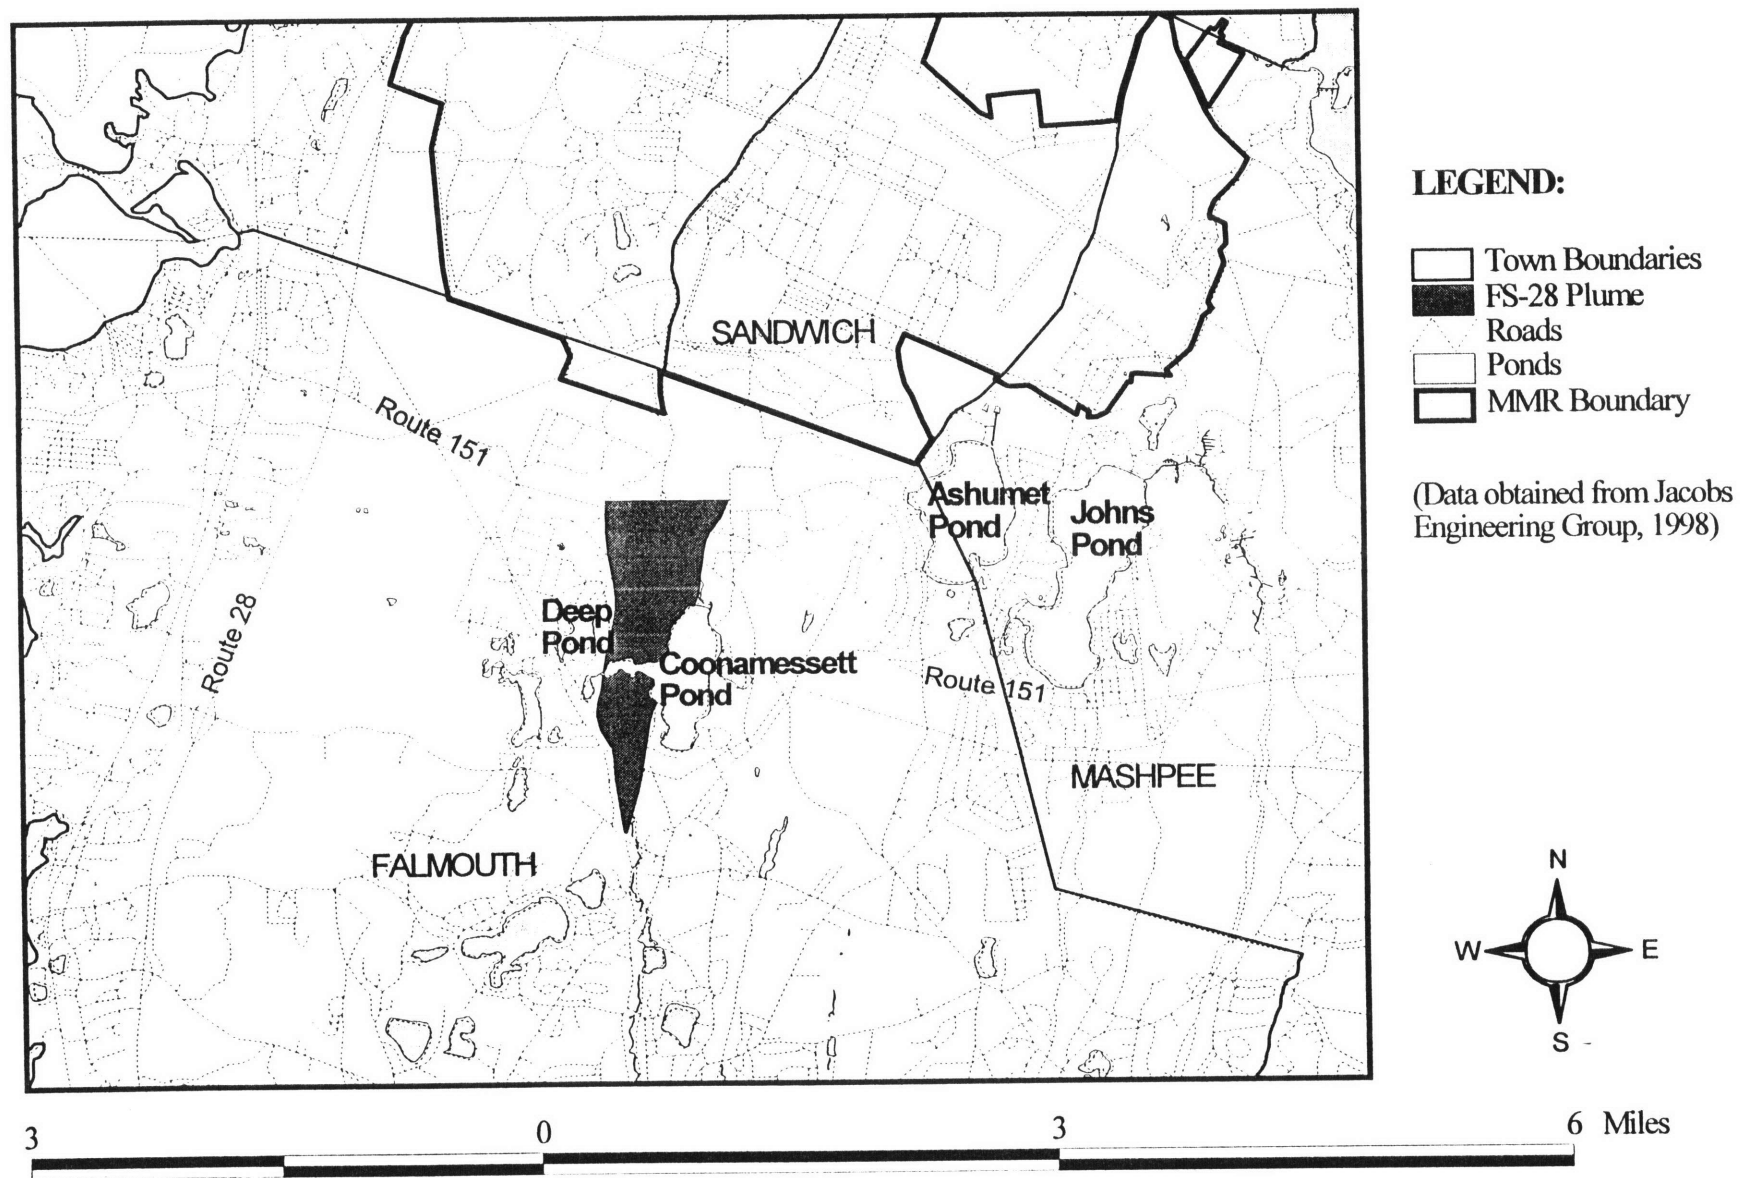 SANDWICH
Route 151
Ashumet
Pond
Johns
Pond
Deep
Pond
Coonamessett
Pond
Route 28
Route 151
MASHPEE
FALMOUTH
LEGEND:
Town Boundaries
FS-28 Plume
Roads
Ponds
MMR Boundary
(Data obtained from Jacobs
Engineering Group, 1998)
N
W
E
S
3
0
3
6 Miles